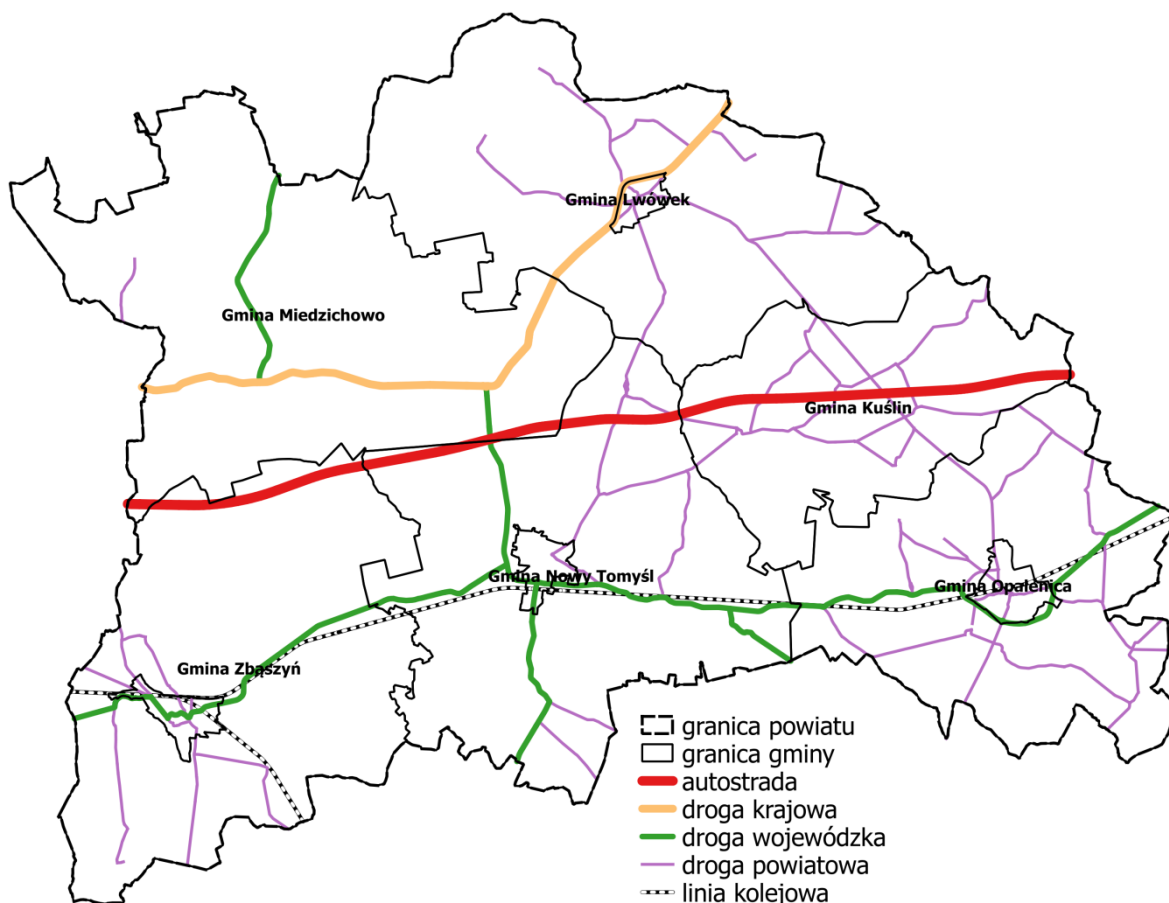 Gmina Lwówek
Gmina Miedzichowo
Gmina Kuślin
Gmina Nowy Tomyśl
Gmina Opalenica
Gmina Zbąszyń
granica powiatu
granica gminy
autostrada
droga krajowa
droga wojewódzka
droga powiatowa
linia kolejowa